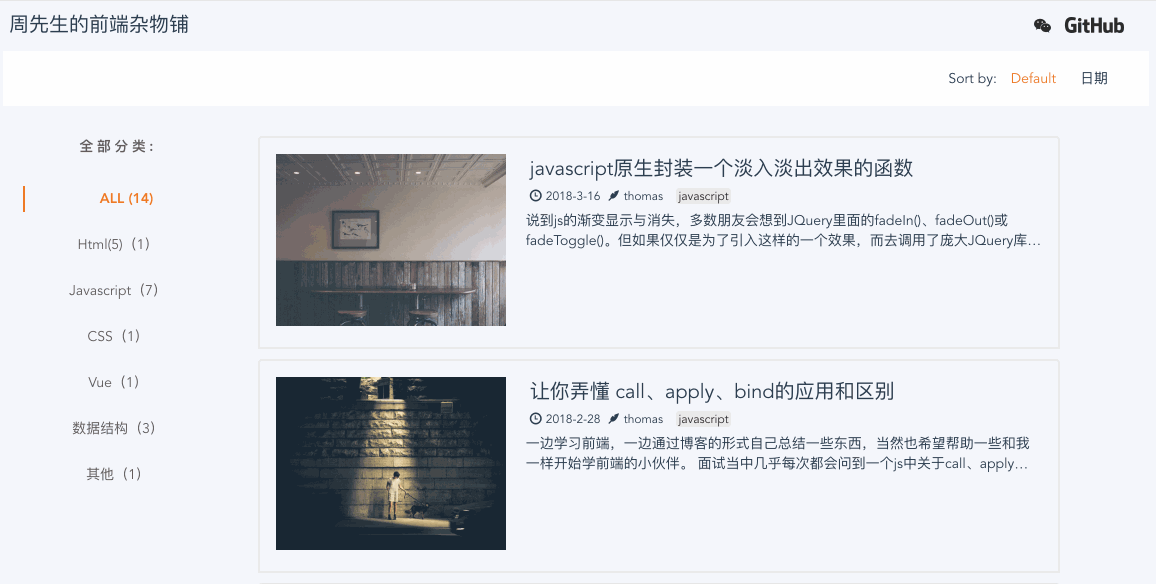 周先生的前端杂物铺
GitHub
Sort by: Default 日期
全部分类:
ALL (14)
Html(5)（1）
Javascript（7）
CSS（1）
Vue（1）
数据结构（3）
其他（1）
javascript原生封装一个淡入淡出效果的函数
2018-3-16 thomas javascript
说到js的渐变显示与消失，多数朋友会想到JQuery里面的fadeIn()、fadeOut()或
fadeToggle()。但如果仅仅是为了引入这样的一个效果，而去调用了庞大JQuery库…
让你弄懂 call、apply、bind的应用和区别
2018-2-28 thomas javascript
一边学习前端，一边通过博客的形式自己总结一些东西，当然也希望帮助一些和我
一样开始学前端的小伙伴。 面试当中几乎每次都会问到一个js中关于call、apply…